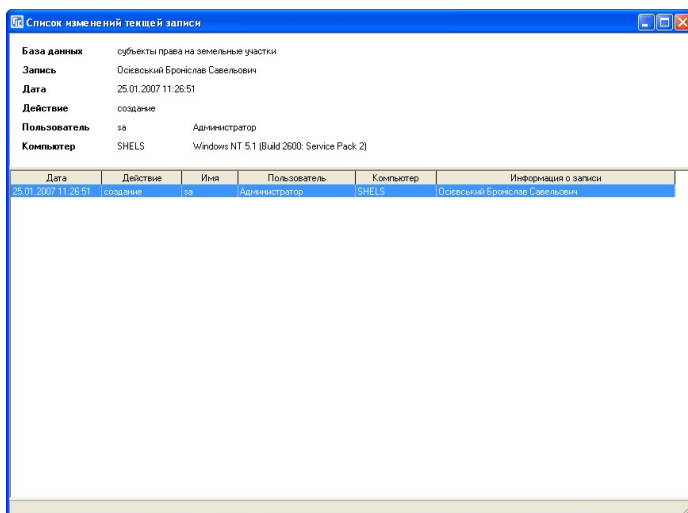 Список изменений текщей записи
База данных субъекты права на земельные участки
Запись Осієвський Броніслав Савельович
Дата 25.01.2007 11:26:51
Действие создание
Пользователь sa Администратор
Компьютер SHELS Windows NT 5.1 (Build 2600: Service Pack 2)
Дата Действие Имя Пользователь Компьютер Информация о записи
25.01.2007 11:26:51 создание sa Администратор SHELS Осієвський Броніслав Савельович